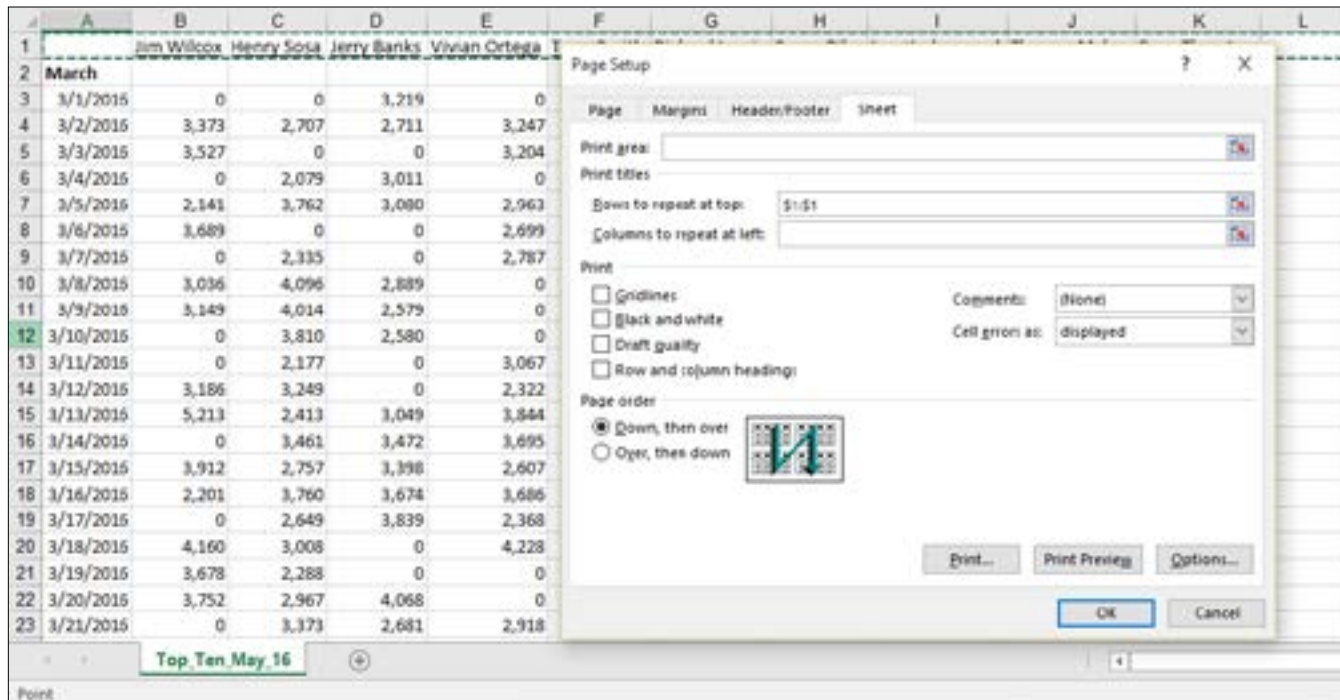 A B C D E F G H I J K L
1 Jim Wilcox Henry Sosa Jerry Banks Vivian Ortega
2 March
3 3/1/2016 0 0 3,219 0
4 3/2/2016 3,373 2,707 2,711 3,247
5 3/3/2016 3,527 0 0 3,204
6 3/4/2016 0 2,079 3,011 0
7 3/5/2016 2,141 3,762 3,080 2,963
8 3/6/2016 3,689 0 0 2,699
9 3/7/2016 0 2,335 0 2,787
10 3/8/2016 3,036 4,096 2,889 0
11 3/9/2016 3,149 4,014 2,579 0
12 3/10/2016 0 3,810 2,580 0
13 3/11/2016 0 2,177 0 3,067
14 3/12/2016 3,186 3,249 0 2,322
15 3/13/2016 5,213 2,413 3,049 3,844
16 3/14/2016 0 3,461 3,472 3,695
17 3/15/2016 3,912 2,757 3,398 2,607
18 3/16/2016 2,201 3,760 3,674 3,686
19 3/17/2016 0 2,649 3,839 2,368
20 3/18/2016 4,160 3,008 0 4,228
21 3/19/2016 3,678 2,288 0 0
22 3/20/2016 3,752 2,967 4,068 0
23 3/21/2016 0 3,373 2,681 2,918
Page Setup ? X
Page Margins Header/Footer Sheet
Print area:
Print titles
Rows to repeat at top: $1:$1
Columns to repeat at left:
Print
Gridlines
Black and white
Draft quality
Row and column headings
Comments: (None)
Cell errors as: displayed
Page order
Down, then over
Over, then down
Print... Print Preview Options...
OK Cancel
Top_Ten_May_16
Point